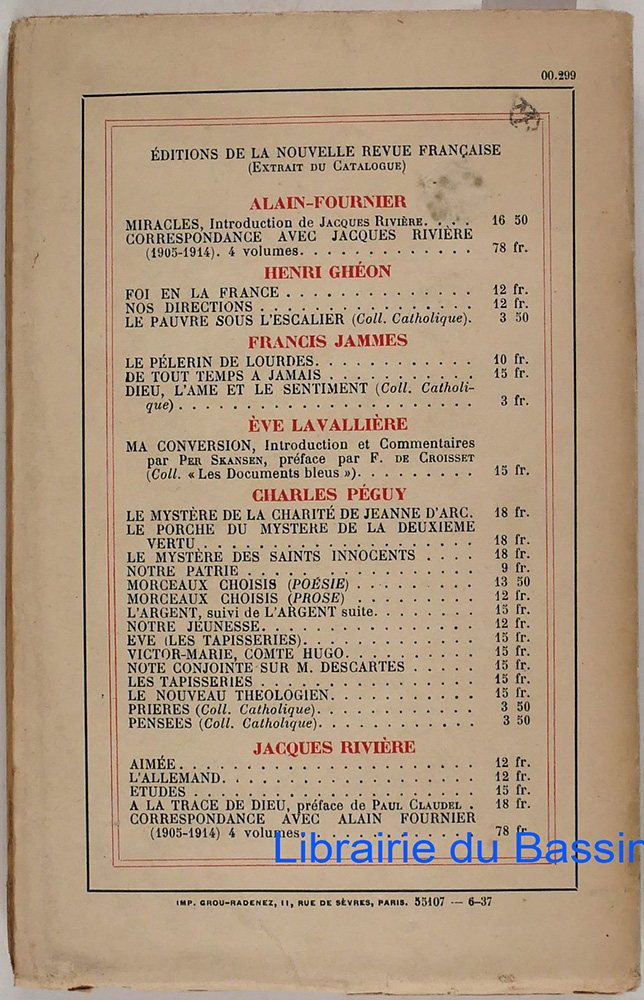 00.299
ÉDITIONS DE LA NOUVELLE REVUE FRANÇAISE
(EXTRAIT DU CATALOGUE)
ALAIN-FOURNIER
MIRACLES, Introduction de JACQUES RIVIÈRE. . . . 16 50
CORRESPONDANCE AVEC JACQUES RIVIÈRE
(1905-1914). 4 volumes. . . . . . . . . . . . . 78 fr.
HENRI GHÉON
FOI EN LA FRANCE . . . . . . . . . . . . . . 12 fr.
NOS DIRECTIONS . . . . . . . . . . . . . . . 12 fr.
LE PAUVRE SOUS L'ESCALIER (Coll. Catholique). 3 50
FRANCIS JAMMES
LE PÉLERIN DE LOURDES. . . . . . . . . . . . 10 fr.
DE TOUT TEMPS A JAMAIS . . . . . . . . . . . 15 fr.
DIEU, L'AME ET LE SENTIMENT (Coll. Catholi-
que) . . . . . . . . . . . . . . . . . . . . . . 3 fr.
ÈVE LAVALLIÈRE
MA CONVERSION, Introduction et Commentaires
par PER SKANSEN, préface par F. DE CROISSET
(Coll. « Les Documents bleus »). . . . . . . . . 15 fr.
CHARLES PÉGUY
LE MYSTÈRE DE LA CHARITÉ DE JEANNE D'ARC. 18 fr.
LE PORCHE DU MYSTERE DE LA DEUXIEME
VERTU. . . . . . . . . . . . . . . . . . . . . 18 fr.
LE MYSTÈRE DES SAINTS INNOCENTS . . . . 18 fr.
NOTRE PATRIE . . . . . . . . . . . . . . . . 9 fr.
MORCEAUX CHOISIS (POÉSIE) . . . . . . . . . 13 50
MORCEAUX CHOISIS (PROSE) . . . . . . . . . 12 fr.
L'ARGENT, suivi de L'ARGENT suite. . . . . . . 15 fr.
NOTRE JEUNESSE. . . . . . . . . . . . . . . 12 fr.
EVE (LES TAPISSERIES). . . . . . . . . . . . . 15 fr.
VICTOR-MARIE, COMTE HUGO. . . . . . . . . . 15 fr.
NOTE CONJOINTE SUR M. DESCARTES . . . . . 15 fr.
LES TAPISSERIES . . . . . . . . . . . . . . . 15 fr.
LE NOUVEAU THEOLOGIEN. . . . . . . . . . . 15 fr.
PRIERES (Coll. Catholique). . . . . . . . . . . . 3 50
PENSEES (Coll. Catholique). . . . . . . . . . . . 3 50
JACQUES RIVIÈRE
AIMÉE. . . . . . . . . . . . . . . . . . . . . 12 fr.
L'ALLEMAND. . . . . . . . . . . . . . . . . . 12 fr.
ETUDES . . . . . . . . . . . . . . . . . . . . 15 fr.
A LA TRACE DE DIEU, préface de PAUL CLAUDEL . 18 fr.
CORRESPONDANCE AVEC ALAIN FOURNIER
(1905-1914) 4 volumes. . . . . . . . . . . . . 78 fr.
Librairie du Bassin
IMP. GROU-RADENEZ, 11, RUE DE SÈVRES, PARIS. 55107 — 6-37